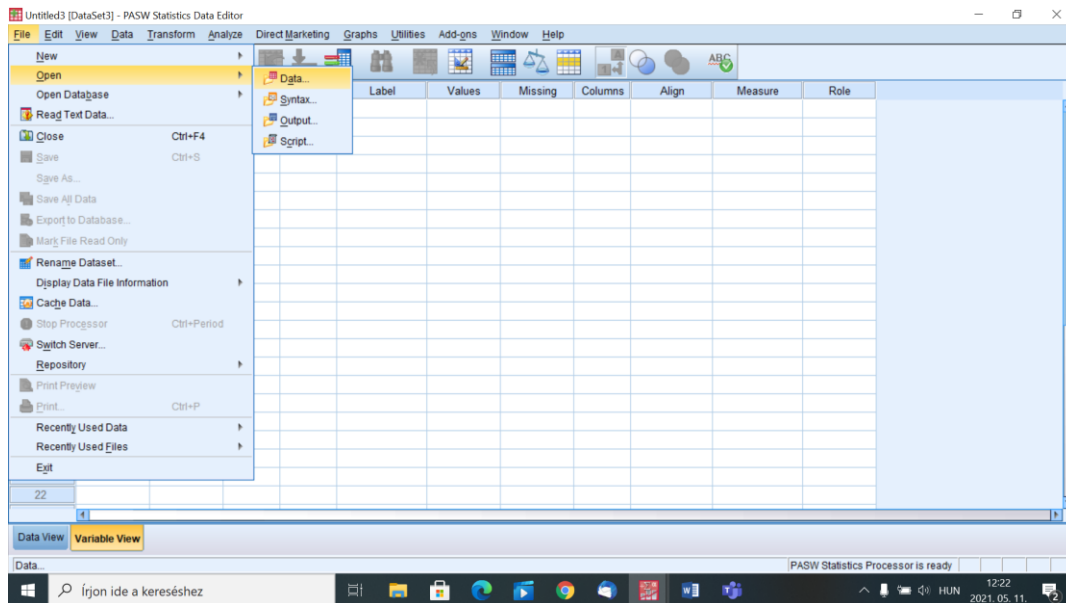 Untitled3 [DataSet3] - PASW Statistics Data Editor
File Edit View Data Transform Analyze Direct Marketing Graphs Utilities Add-ons Window Help
New
Open
Open Database
Read Text Data...
Close Ctrl+F4
Save Ctrl+S
Save As...
Save All Data
Export to Database...
Mark File Read Only
Rename Dataset...
Display Data File Information
Cache Data...
Stop Processor Ctrl+Period
Switch Server...
Repository
Print Preview
Print... Ctrl+P
Recently Used Data
Recently Used Files
Exit
Data...
Syntax...
Output...
Script...
ABC
Label Values Missing Columns Align Measure Role
22
Data View Variable View
Data... PASW Statistics Processor is ready
Írjon ide a kereséshez
HUN
12:22
2021. 05. 11.
2